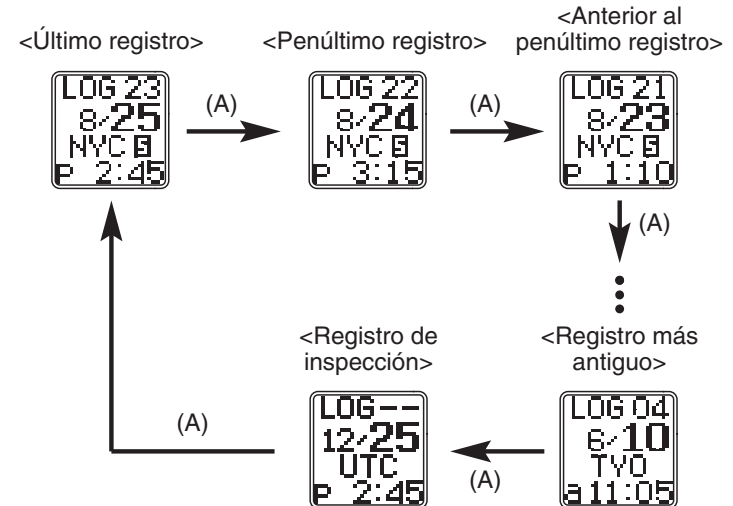 <Último registro>
LOG 23
8/25
NYC S
P 2:45
(A)
<Penúltimo registro>
LOG 22
8/24
NYC S
P 3:15
(A)
<Anterior al
penúltimo registro>
LOG 21
8/23
NYC S
P 1:10
(A)
<Registro más
antiguo>
LOG 04
6/10
TYO
a 11:05
(A)
<Registro de
inspección>
LOG--
12/25
UTC
P 2:45
(A)